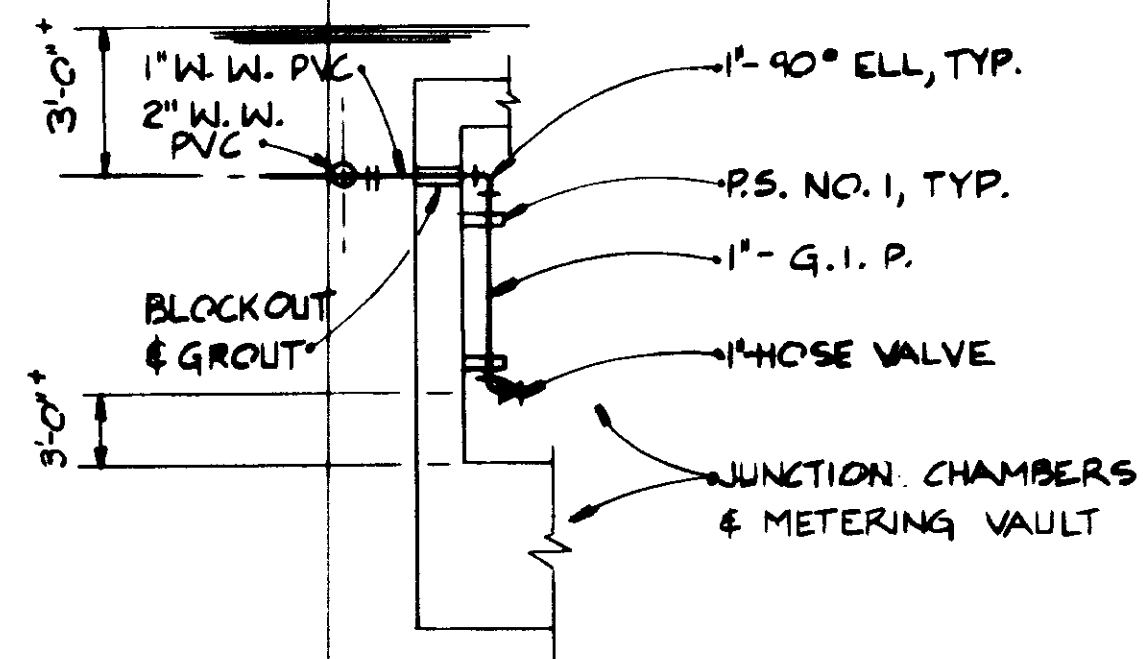 3'-0"+
1" W. W. PVC
2" W. W.
PVC
BLOCKOUT
& GROUT
3'-0"+
1"-90° ELL, TYP.
P.S. NO. 1, TYP.
1"- G.I.P.
1"-HOSE VALVE
JUNCTION CHAMBERS
& METERING VAULT